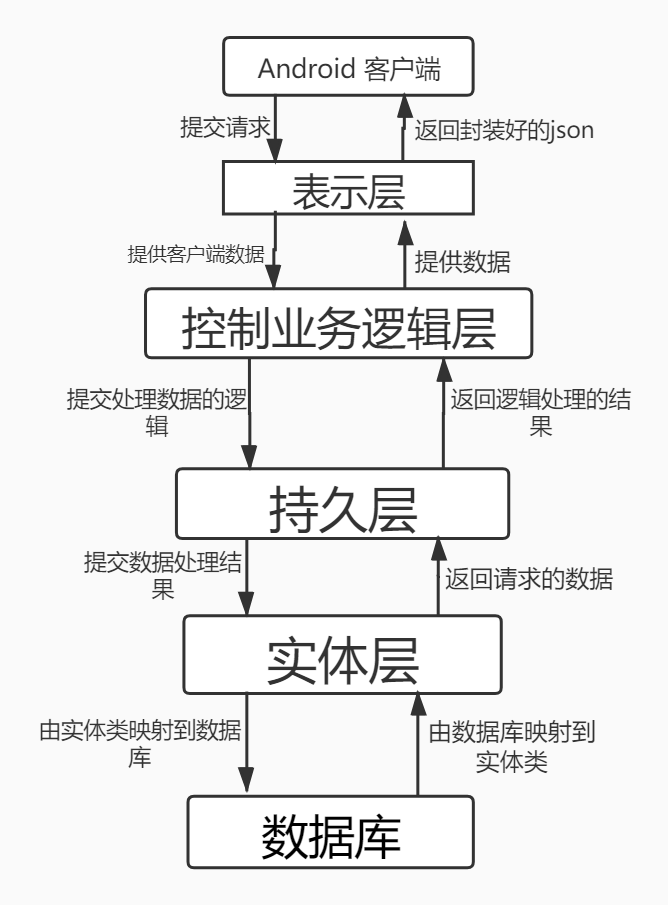 Android 客户端
提交请求
返回封装好的json
表示层
提供客户端数据
提供数据
控制业务逻辑层
提交处理数据的逻
辑
返回逻辑处理的结
果
持久层
提交数据处理结
果
返回请求的数据
实体层
由实体类映射到数据
库
由数据库映射到
实体类
数据库